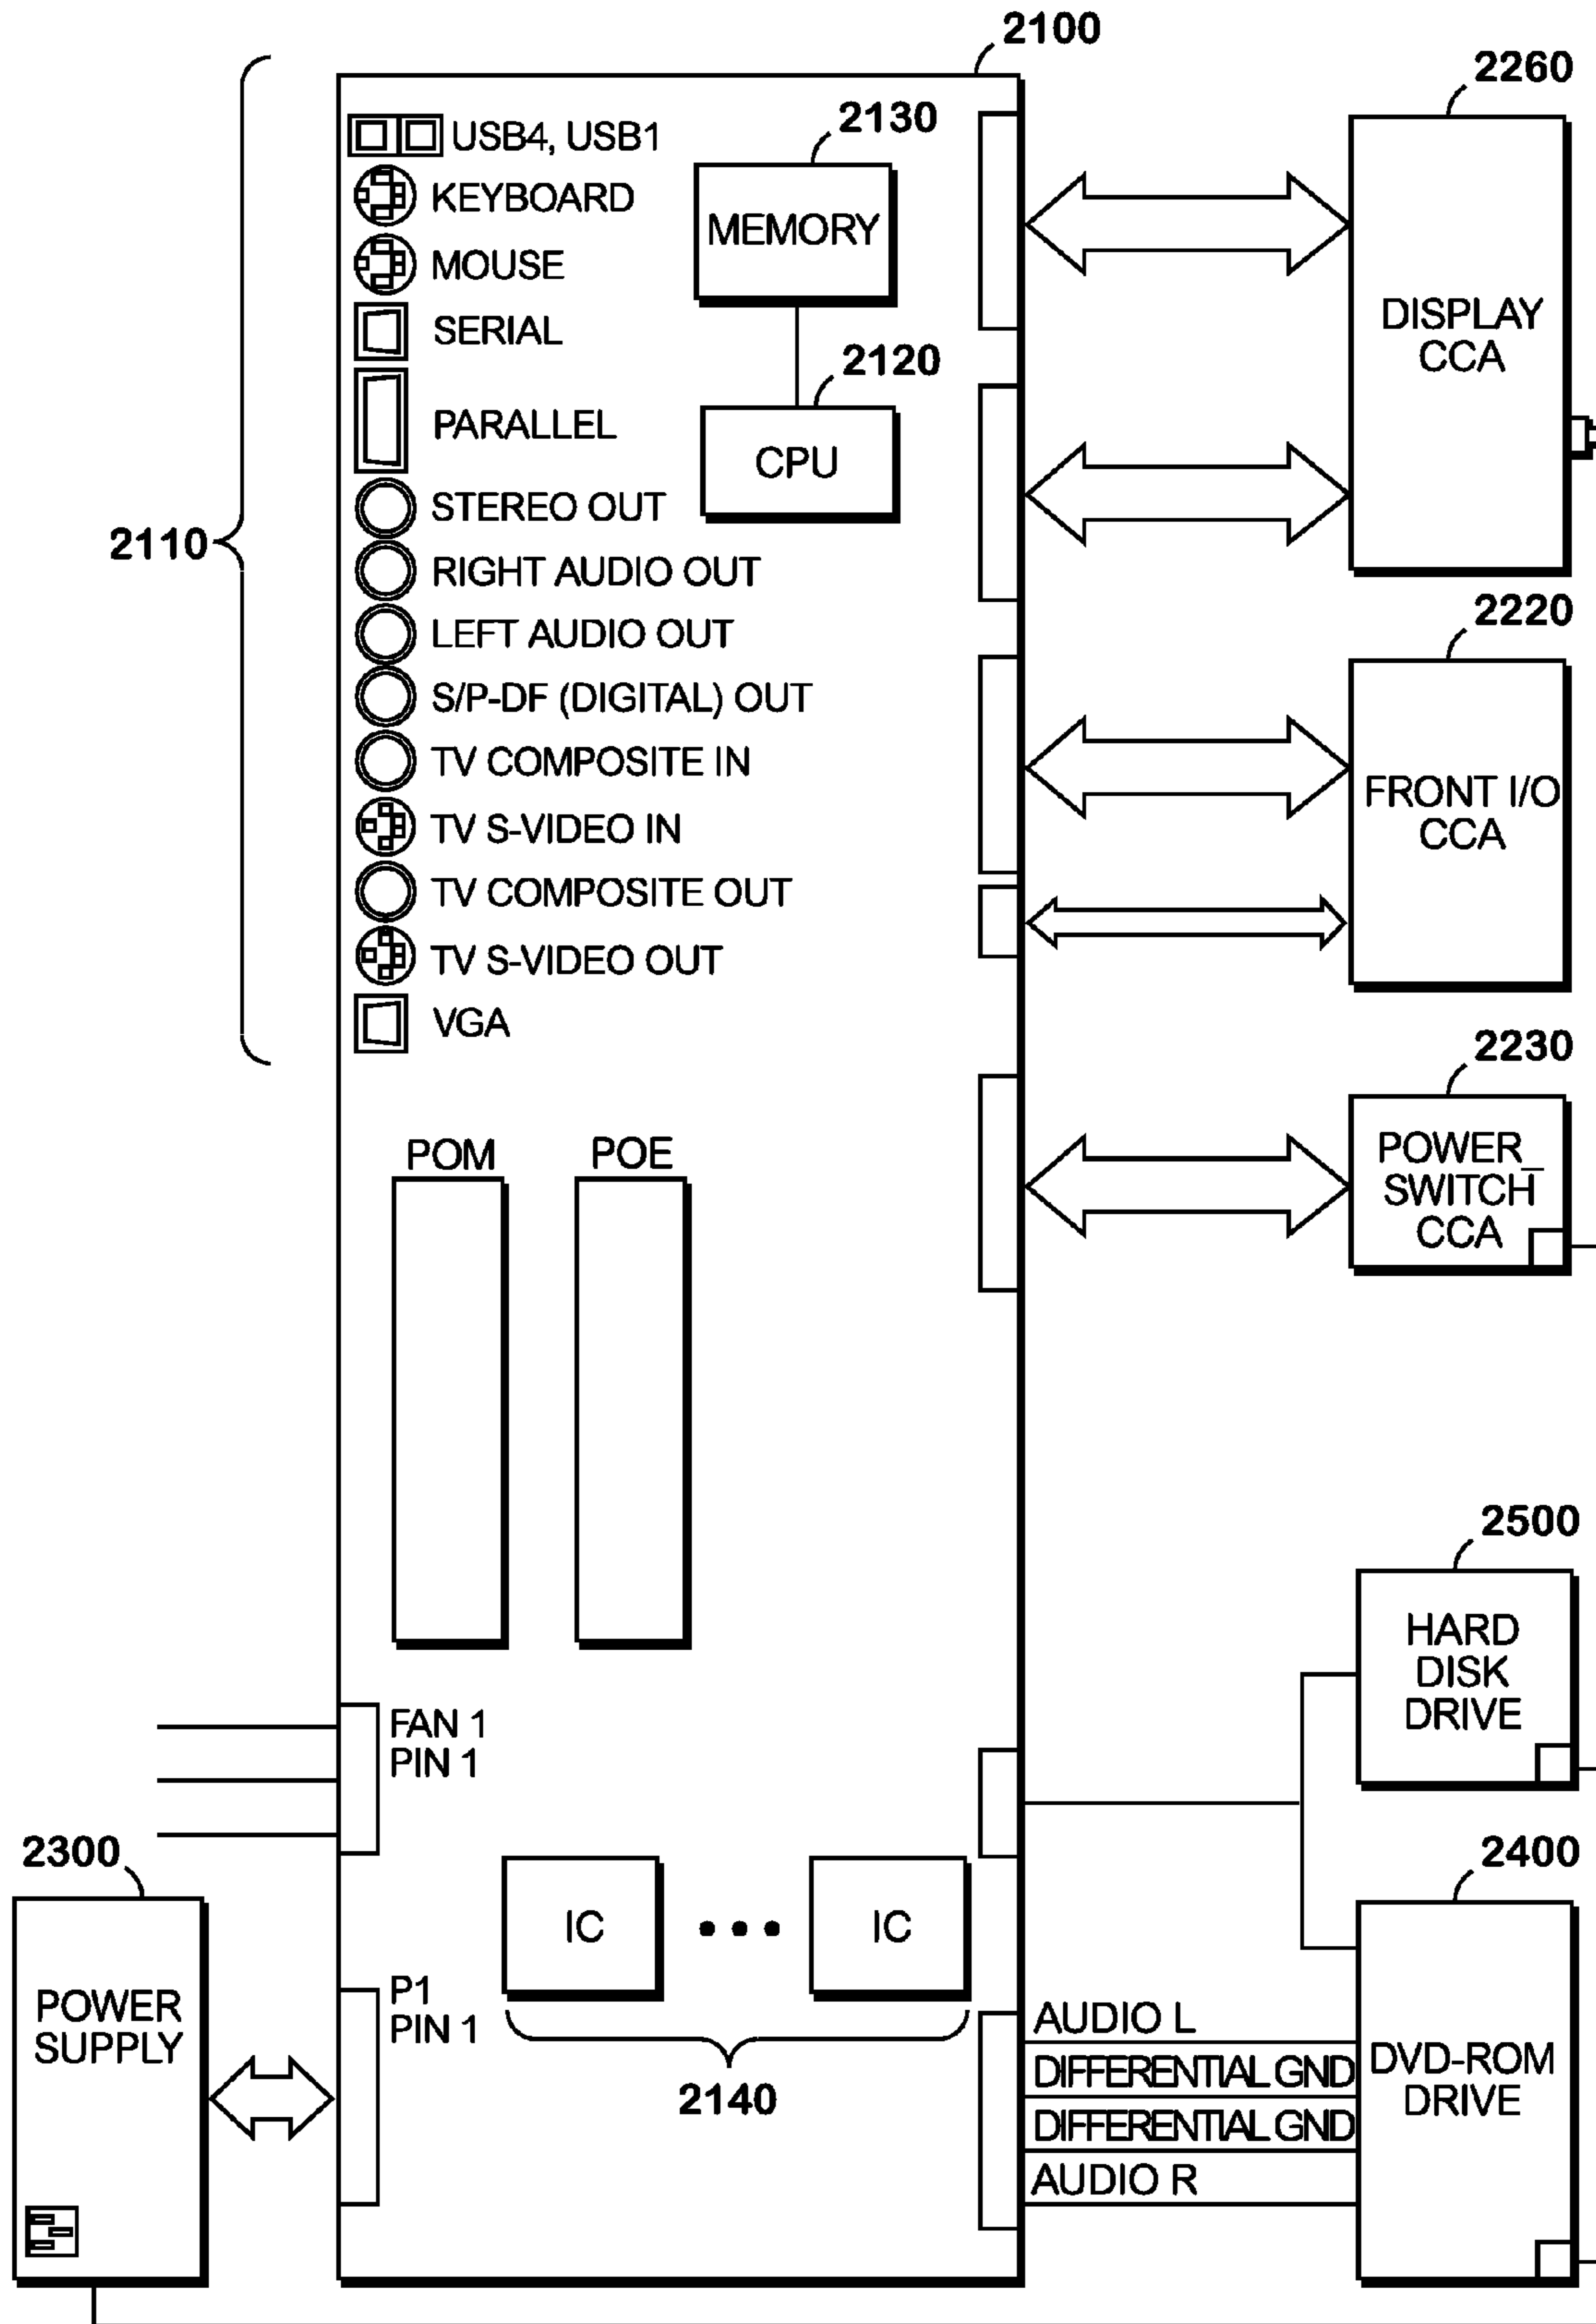 2100
2260
2130
USB4, USB1
KEYBOARD
MEMORY
MOUSE
SERIAL
DISPLAY
CCA
2120
PARALLEL
CPU
STEREO OUT
2110
RIGHT AUDIO OUT
2220
LEFT AUDIO OUT
S/P-DF (DIGITAL) OUT
TV COMPOSITE IN
FRONT I/O
CCA
TV S-VIDEO IN
TV COMPOSITE OUT
TV S-VIDEO OUT
VGA
2230
POM
POE
POWER_
SWITCH
CCA
2500
HARD
DISK
DRIVE
FAN 1
PIN 1
2300
2400
IC
IC
POWER
SUPPLY
P1
PIN 1
2140
AUDIO L
DIFFERENTIAL GND
DIFFERENTIAL GND
AUDIO R
DVD-ROM
DRIVE